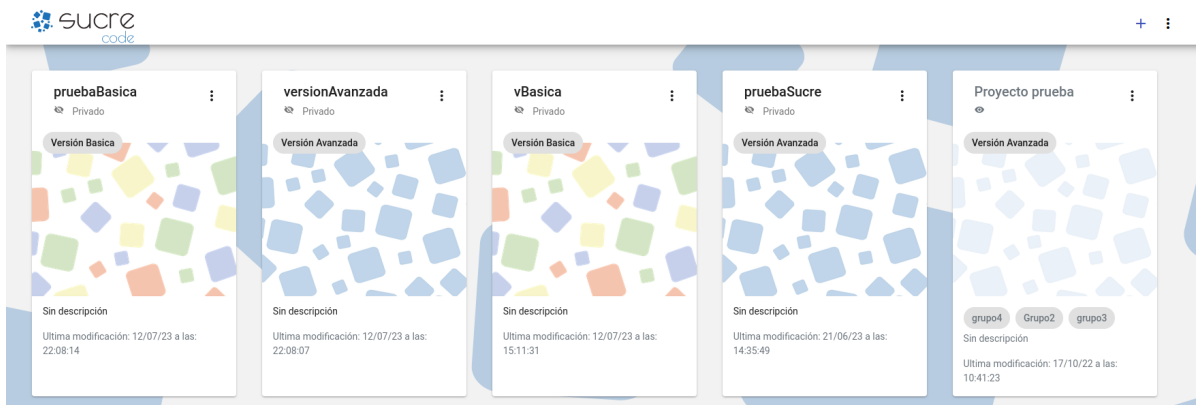 sucre
code
pruebaBasica
Privado
Versión Basica
Sin descripción
Ultima modificación: 12/07/23 a las:
22:08:14
versionAvanzada
Privado
Versión Avanzada
Sin descripción
Ultima modificación: 12/07/23 a las:
22:08:07
vBasica
Privado
Versión Basica
Sin descripción
Ultima modificación: 12/07/23 a las:
15:11:31
pruebaSucre
Privado
Versión Avanzada
Sin descripción
Ultima modificación: 21/06/23 a las:
14:35:49
Proyecto prueba
Versión Avanzada
grupo4 Grupo2 grupo3
Sin descripción
Ultima modificación: 17/10/22 a las:
10:41:23